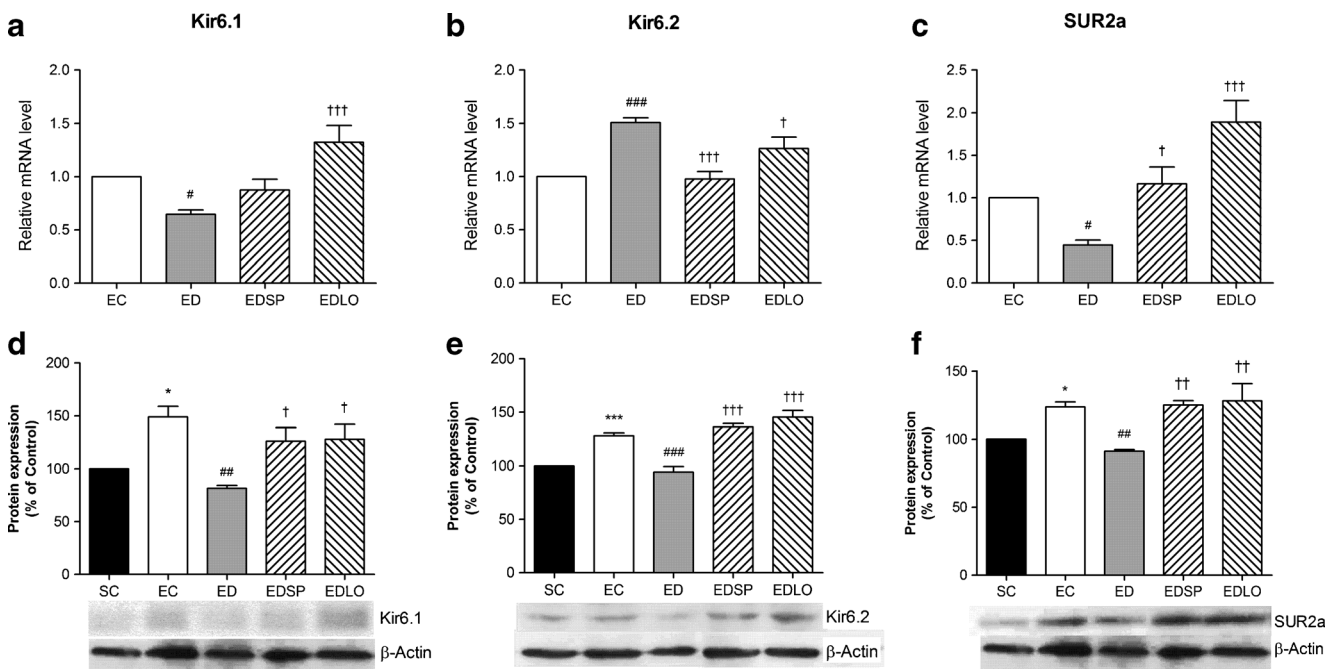 a
Kir6.1
Relative mRNA level
2.0
1.5
1.0
0.5
0.0
#
†††
EC ED EDSP EDLO
b
Kir6.2
Relative mRNA level
2.0
1.5
1.0
0.5
0.0
###
†††
†
EC ED EDSP EDLO
c
SUR2a
Relative mRNA level
2.5
2.0
1.5
1.0
0.5
0.0
#
†
†††
EC ED EDSP EDLO
d
Protein expression
(% of Control)
200
150
100
50
0
*
##
†
†
SC EC ED EDSP EDLO
Kir6.1
β-Actin
e
Protein expression
(% of Control)
200
150
100
50
0
***
###
†††
†††
SC EC ED EDSP EDLO
Kir6.2
β-Actin
f
Protein expression
(% of Control)
150
100
50
0
*
##
††
††
SC EC ED EDSP EDLO
SUR2a
β-Actin